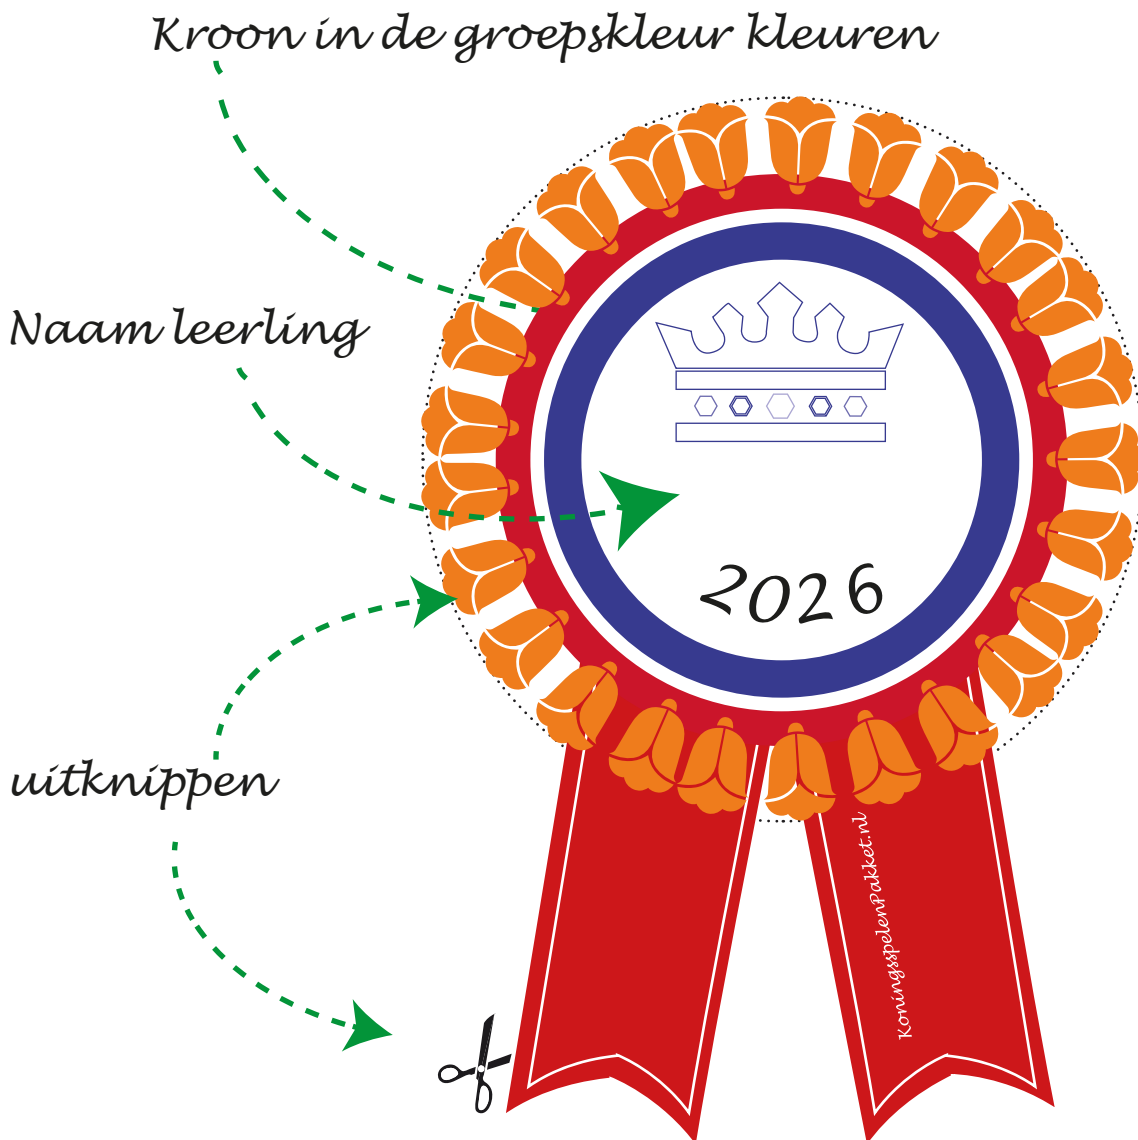 Kroon in de groepskleur kleuren
Naam leerling
2026
uitknippen
KoningsspelenPakket.nl